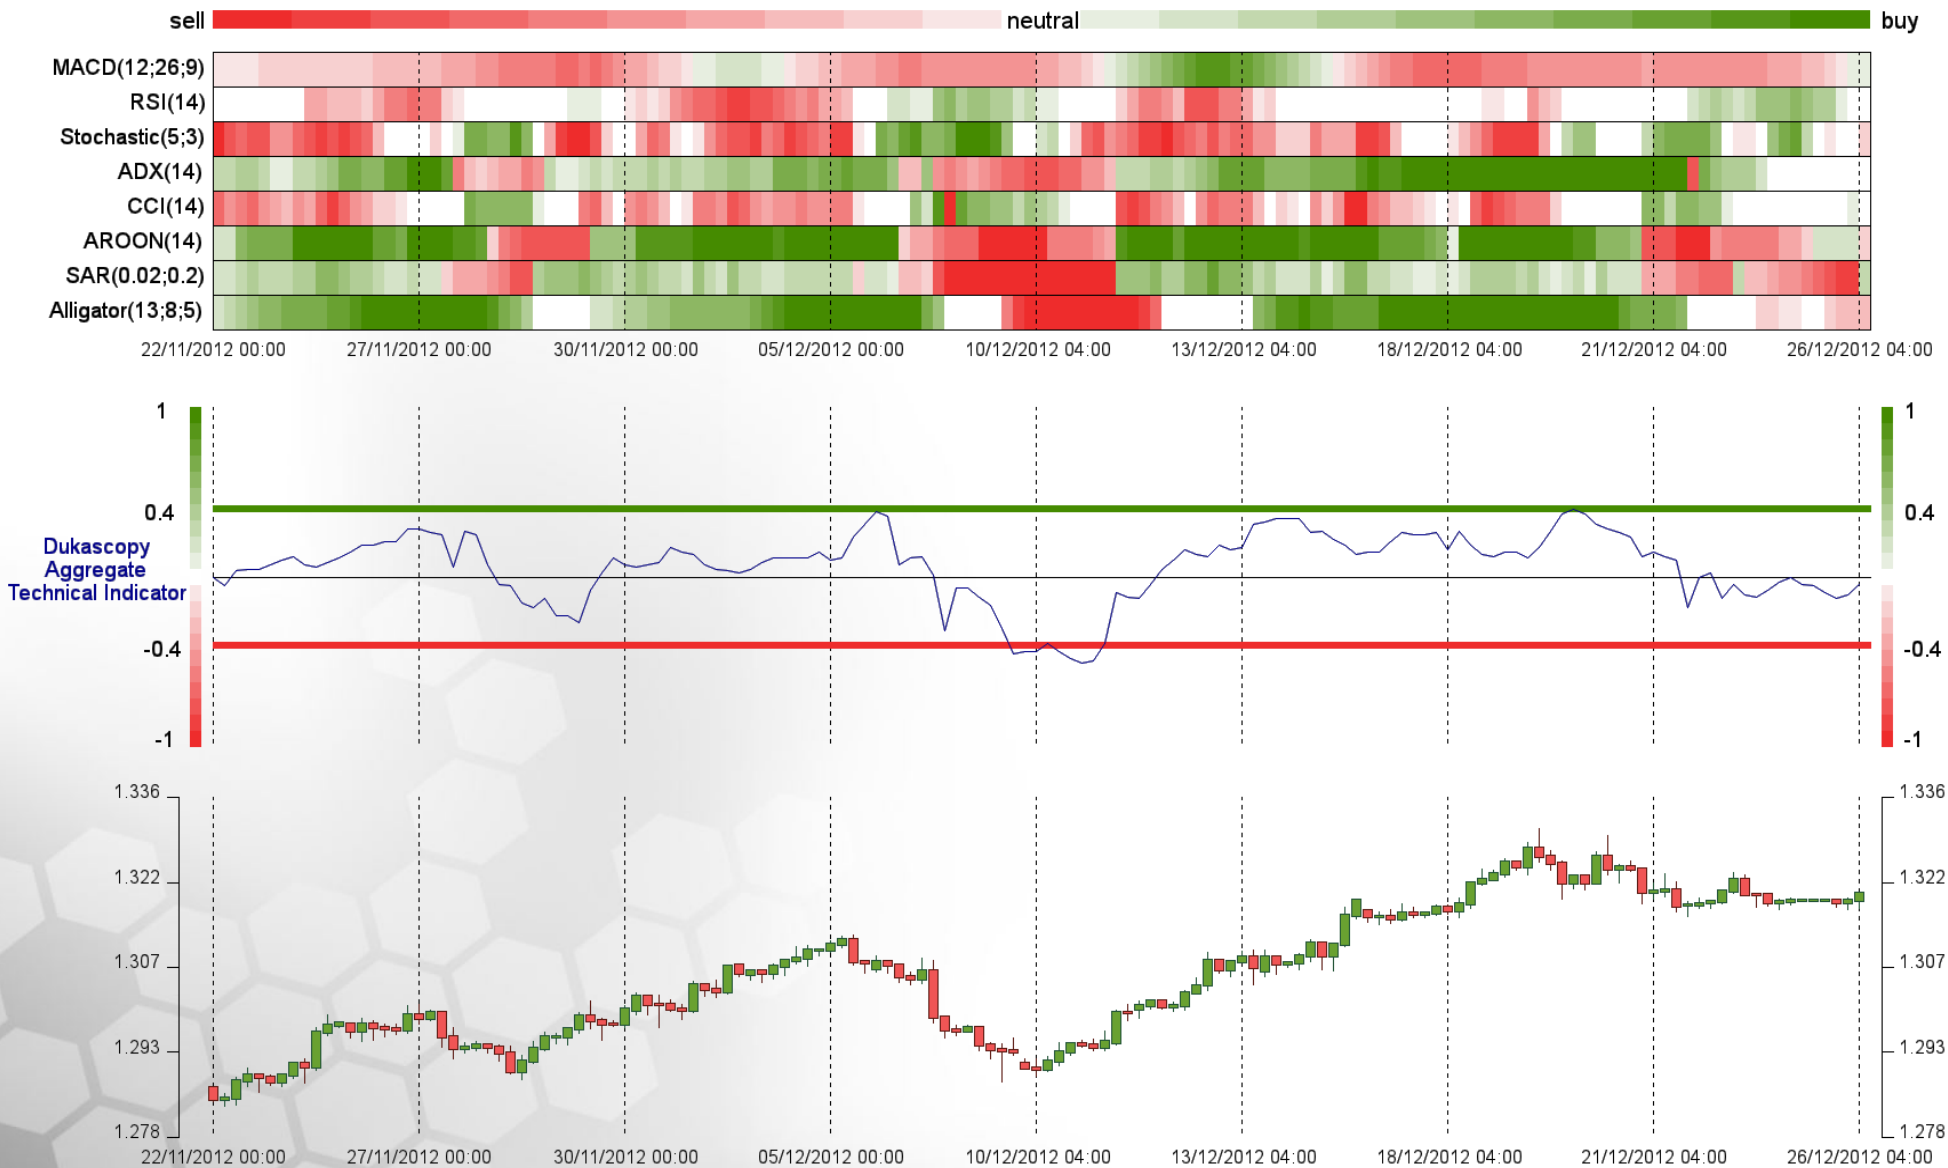 sell neutral buy
MACD(12;26;9)
RSI(14)
Stochastic(5;3)
ADX(14)
CCI(14)
AROON(14)
SAR(0.02;0.2)
Alligator(13;8;5)
22/11/2012 00:00 27/11/2012 00:00 30/11/2012 00:00 05/12/2012 00:00 10/12/2012 04:00 13/12/2012 04:00 18/12/2012 04:00 21/12/2012 04:00 26/12/2012 04:00
1 1
0.4 0.4
Dukascopy
Aggregate
Technical Indicator
-0.4 -0.4
-1 -1
1.336 1.336
1.322 1.322
1.307 1.307
1.293 1.293
1.278 1.278
22/11/2012 00:00 27/11/2012 00:00 30/11/2012 00:00 05/12/2012 00:00 10/12/2012 04:00 13/12/2012 04:00 18/12/2012 04:00 21/12/2012 04:00 26/12/2012 04:00